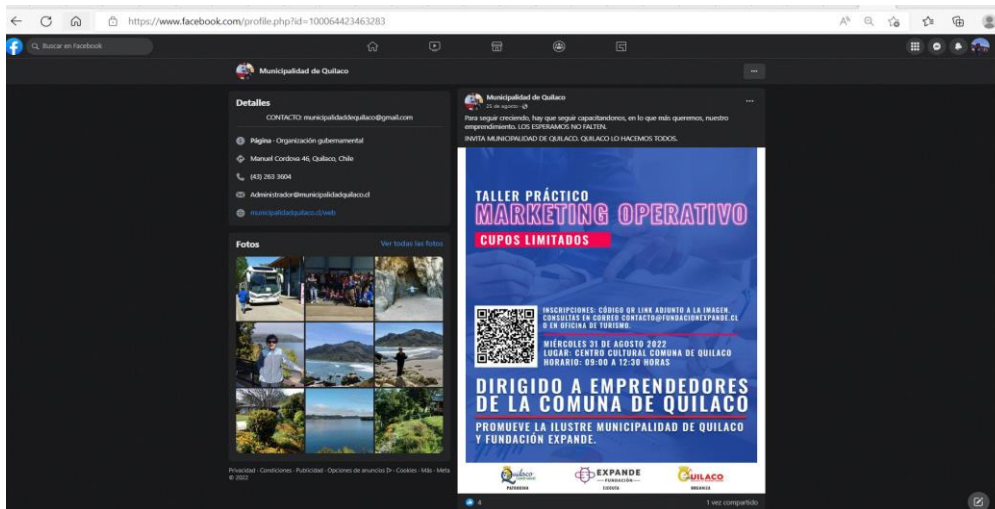 https://www.facebook.com/profile.php?id=100064423463283
Buscar en Facebook
Municipalidad de Quilaco
Detalles
CONTACTO: municipalidaddequilaco@gmail.com
Página · Organización gubernamental
Manuel Cordova 46, Quilaco, Chile
(43) 263 3604
Administrador@municipalidadquilaco.cl
municipalidadquilaco.cl/web
Fotos
Ver todas las fotos
Privacidad · Condiciones · Publicidad · Opciones de anuncios · Cookies · Más · Meta
© 2022
Municipalidad de Quilaco
25 de agosto
Para seguir creciendo, hay que seguir capacitandonos, en lo que más queremos, nuestro
emprendimiento. LOS ESPERAMOS NO FALTEN.
INVITA MUNICIPALIDAD DE QUILACO. QUILACO LO HACEMOS TODOS.
TALLER PRÁCTICO
MARKETING OPERATIVO
CUPOS LIMITADOS
INSCRIPCIONES: CÓDIGO QR LINK ADJUNTO A LA IMAGEN.
CONSULTAS EN CORREO CONTACTO@FUNDACIONEXPANDE.CL
O EN OFICINA DE TURISMO.
MIÉRCOLES 31 DE AGOSTO 2022
LUGAR: CENTRO CULTURAL COMUNA DE QUILACO
HORARIO: 09:00 A 12:30 HORAS
DIRIGIDO A EMPRENDEDORES
DE LA COMUNA DE QUILACO
PROMUEVE LA ILUSTRE MUNICIPALIDAD DE QUILACO
Y FUNDACIÓN EXPANDE.
Quilaco
PATROCINA
EXPANDE
FUNDACIÓN
EJECUTA
QUILACO
ORGANIZA
4
1 vez compartido